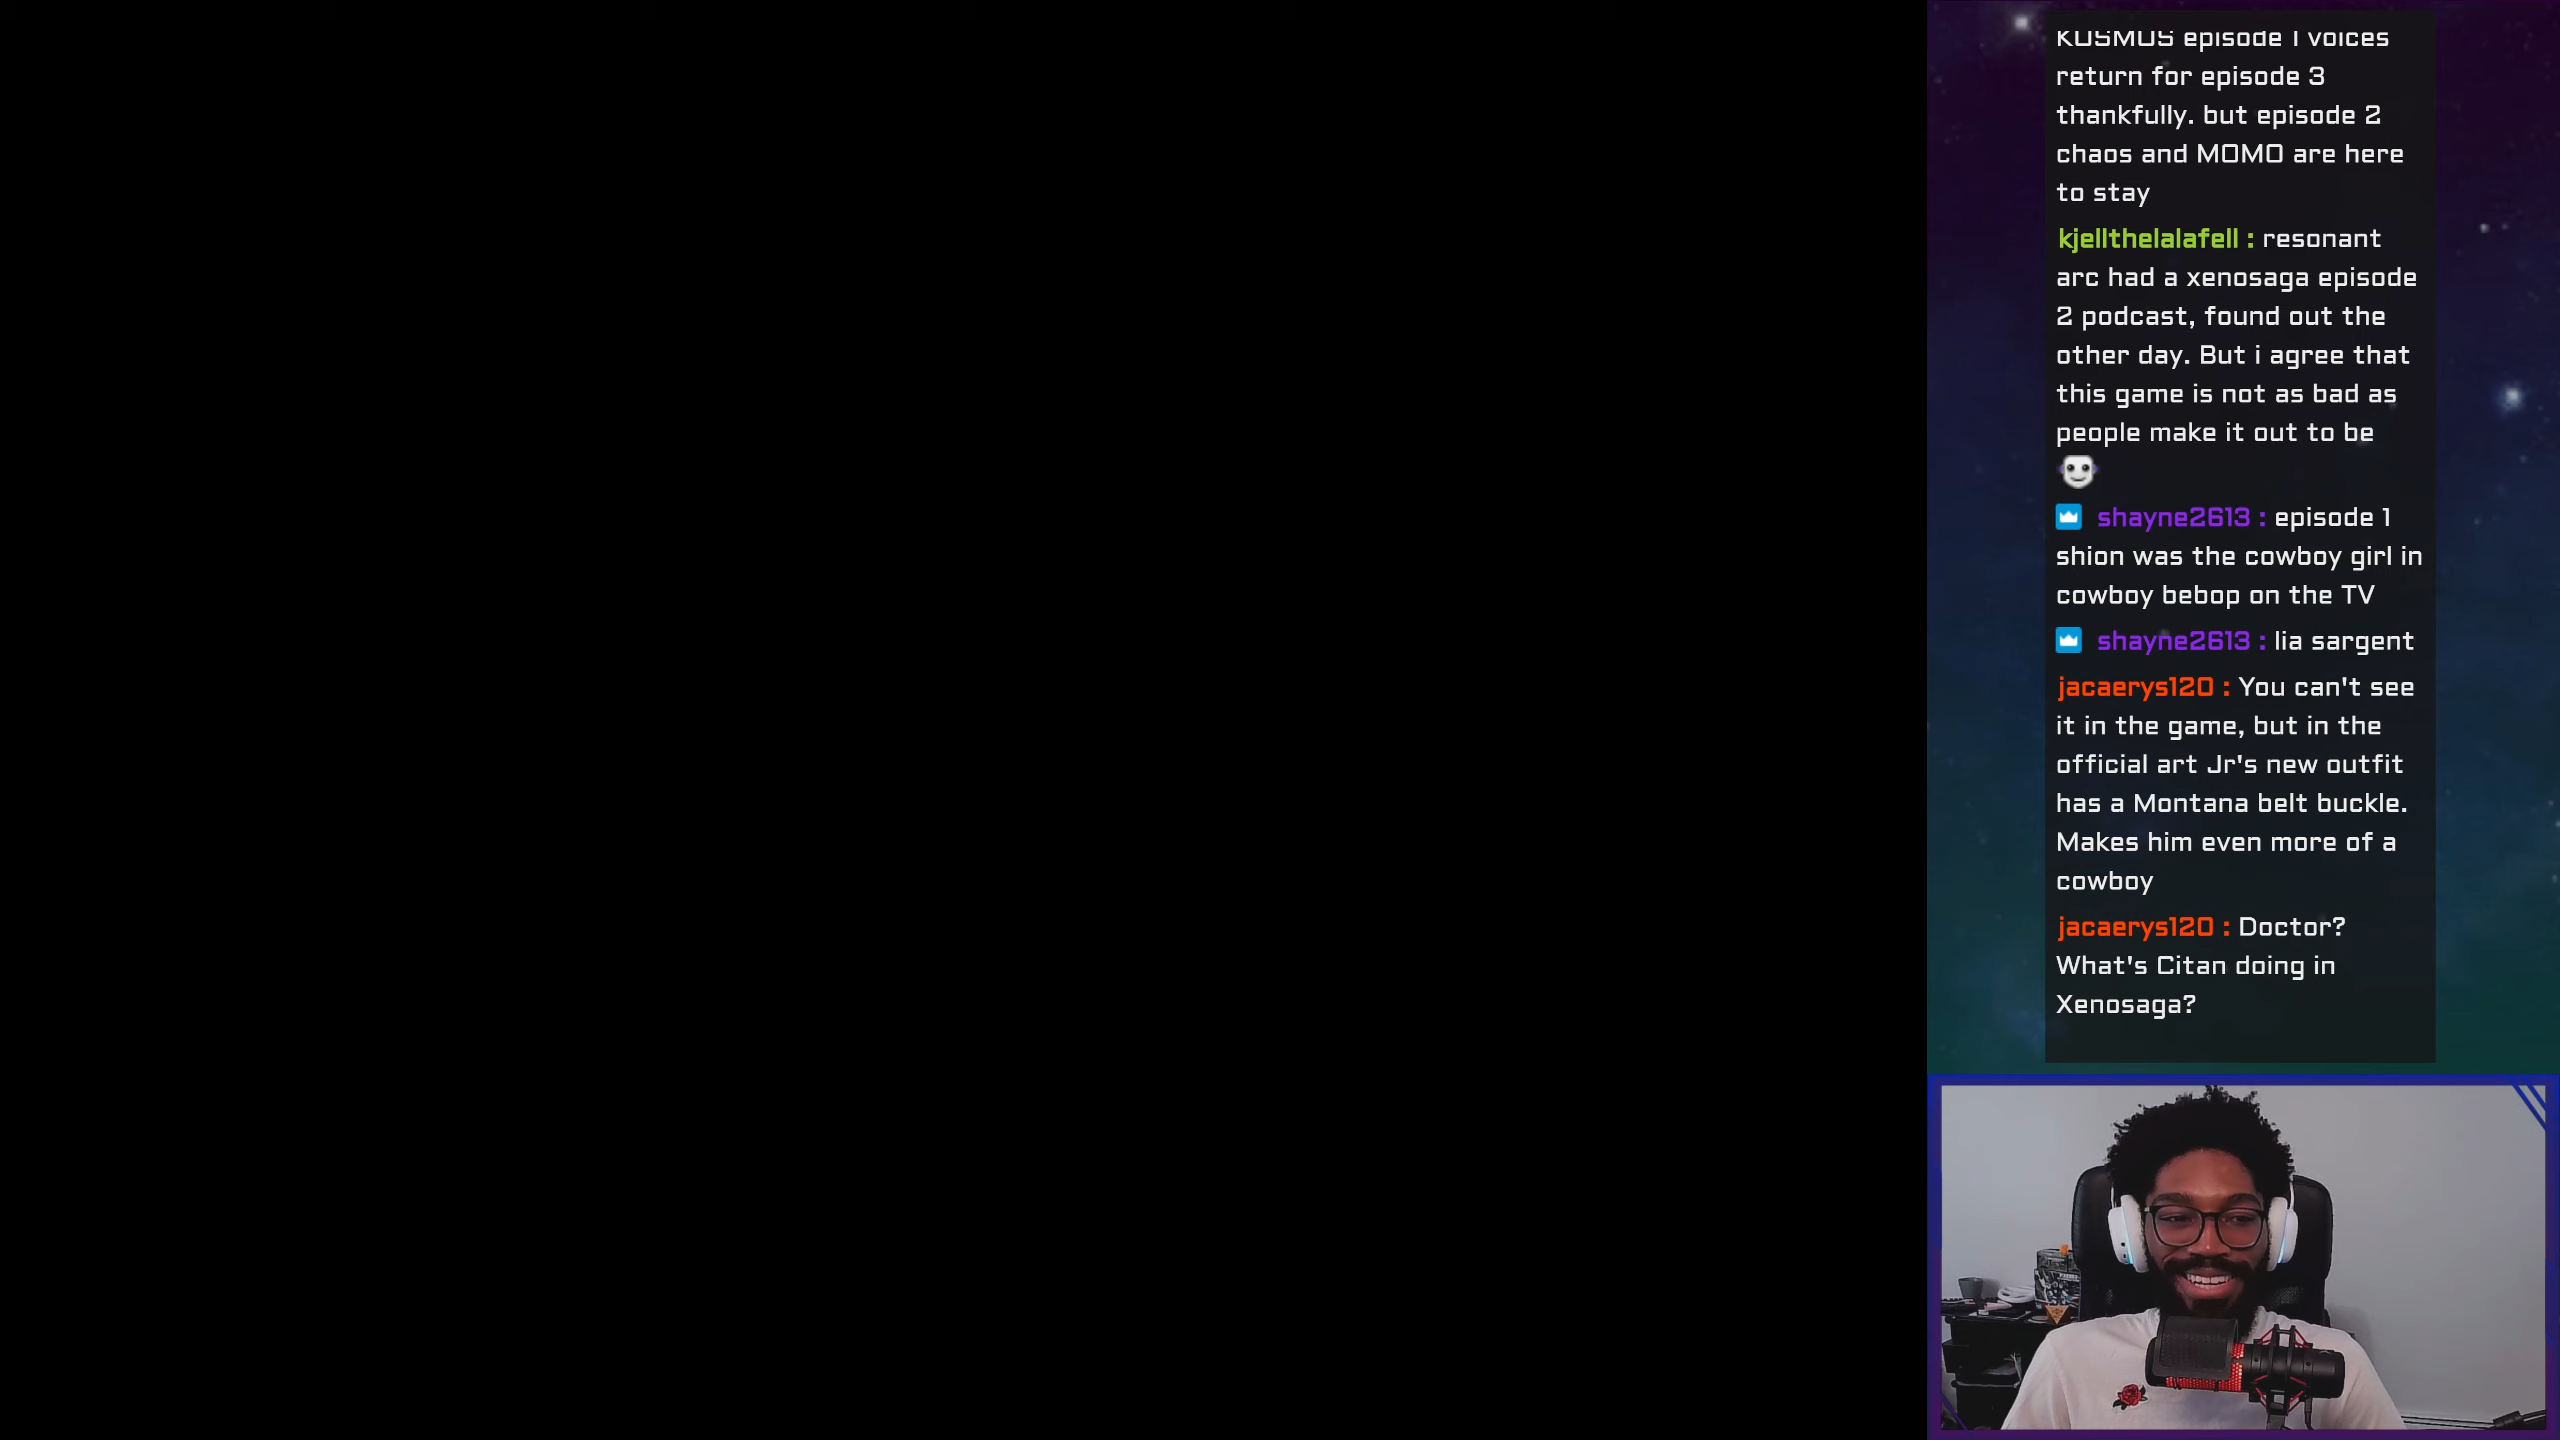 KOSMOS episode 1 voices
return for episode 3
thankfully. but episode 2
chaos and MOMO are here
to stay
kjellthelalafell : resonant
arc had a xenosaga episode
2 podcast, found out the
other day. But i agree that
this game is not as bad as
people make it out to be
shayne2613 : episode 1
shion was the cowboy girl in
cowboy bebop on the TV
shayne2613 : lia sargent
jacaerys120 : You can't see
it in the game, but in the
official art Jr's new outfit
has a Montana belt buckle.
Makes him even more of a
cowboy
jacaerys120 : Doctor?
What's Citan doing in
Xenosaga?